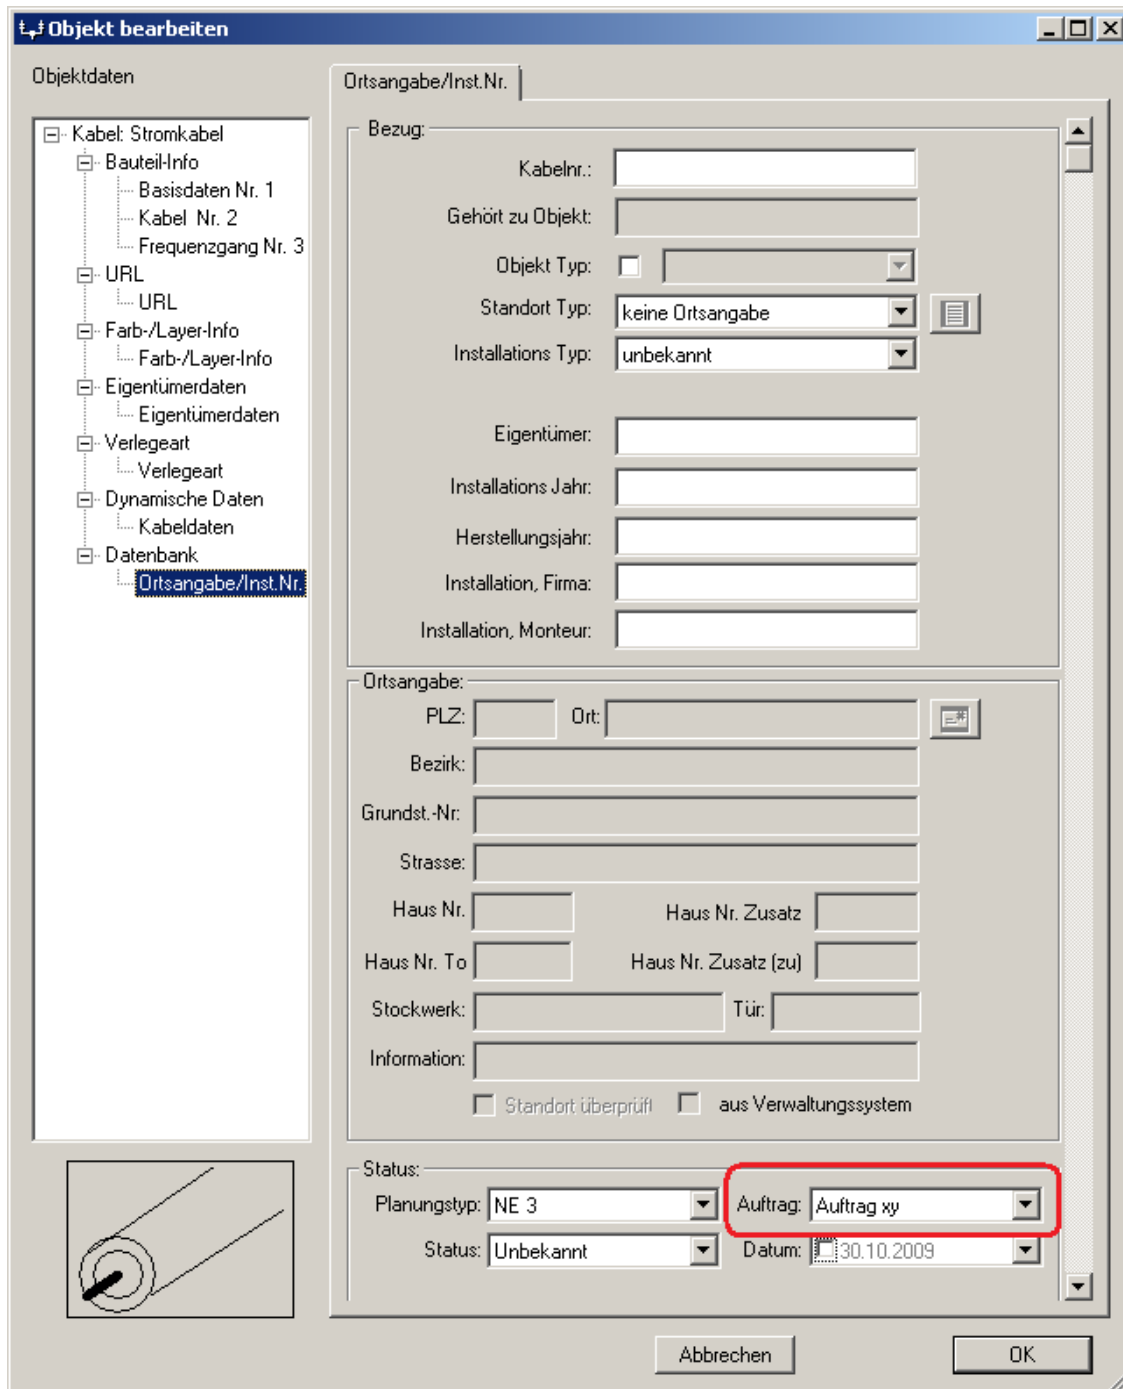 Objekt bearbeiten
Objektdaten
Kabel: Stromkabel
Bauteil-Info
Basisdaten Nr. 1
Kabel Nr. 2
Frequenzgang Nr. 3
URL
URL
Farb-/Layer-Info
Farb-/Layer-Info
Eigentümerdaten
Eigentümerdaten
Verlegeart
Verlegeart
Dynamische Daten
Kabeldaten
Datenbank
Ortsangabe/Inst.Nr.
Ortsangabe/Inst.Nr.
Bezug:
Kabelnr.:
Gehört zu Objekt:
Objekt Typ:
Standort Typ: keine Ortsangabe
Installations Typ: unbekannt
Eigentümer:
Installations Jahr:
Herstellungsjahr:
Installation, Firma:
Installation, Monteur:
Ortsangabe:
PLZ: Ort:
Bezirk:
Grundst.-Nr:
Strasse:
Haus Nr. Haus Nr. Zusatz
Haus Nr. To Haus Nr. Zusatz (zu)
Stockwerk: Tür:
Information:
Standort überprüft aus Verwaltungssystem
Status:
Planungstyp: NE 3 Auftrag: Auftrag xy
Status: Unbekannt Datum: 30.10.2009
Abbrechen OK